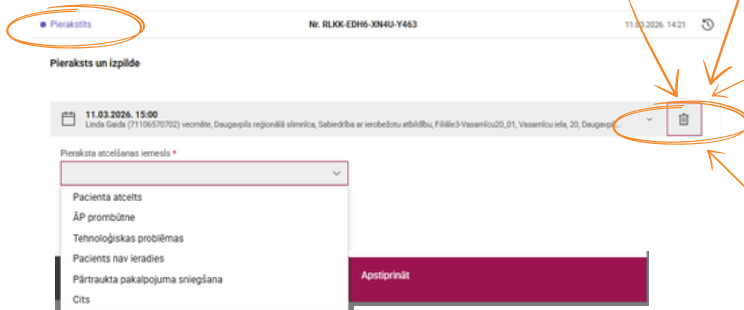 Pierakstīts
Nr. RLKK-EDH6-XN4U-Y463
11.03.2026. 14:21
Pieraksts un izpilde
11.03.2026. 15:00
Linda Gaida (71106570702) vecmāte, Daugavpils reģionālā slimnīca, Sabiedrība ar ierobežotu atbildību, Filiāle3-Vasarnīcu20_01, Vasarnīcu iela, 20, Daugavpil...
Pieraksta atcelšanas iemesls *
Pacienta atcelts
ĀP prombūtne
Tehnoloģiskas problēmas
Pacients nav ieradies
Pārtraukta pakalpojuma sniegšana
Cits
Apstiprināt